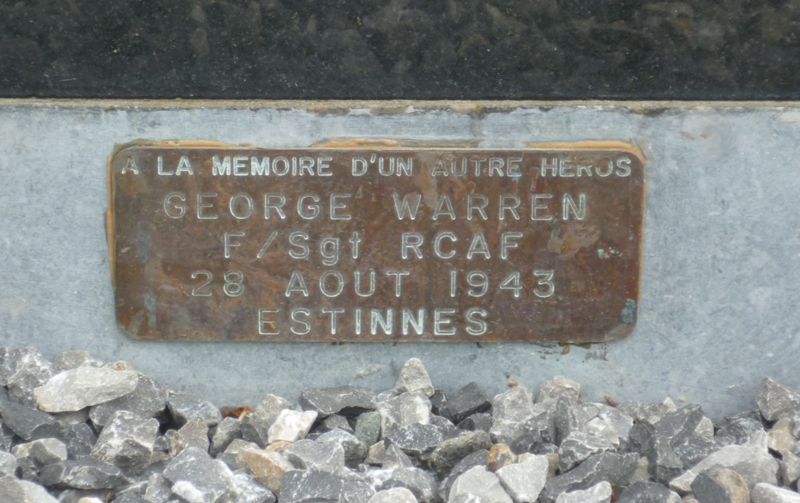 A LA MEMOIRE D'UN AUTRE HEROS
GEORGE WARREN
F/Sgt RCAF
28 AOUT 1943
ESTINNES